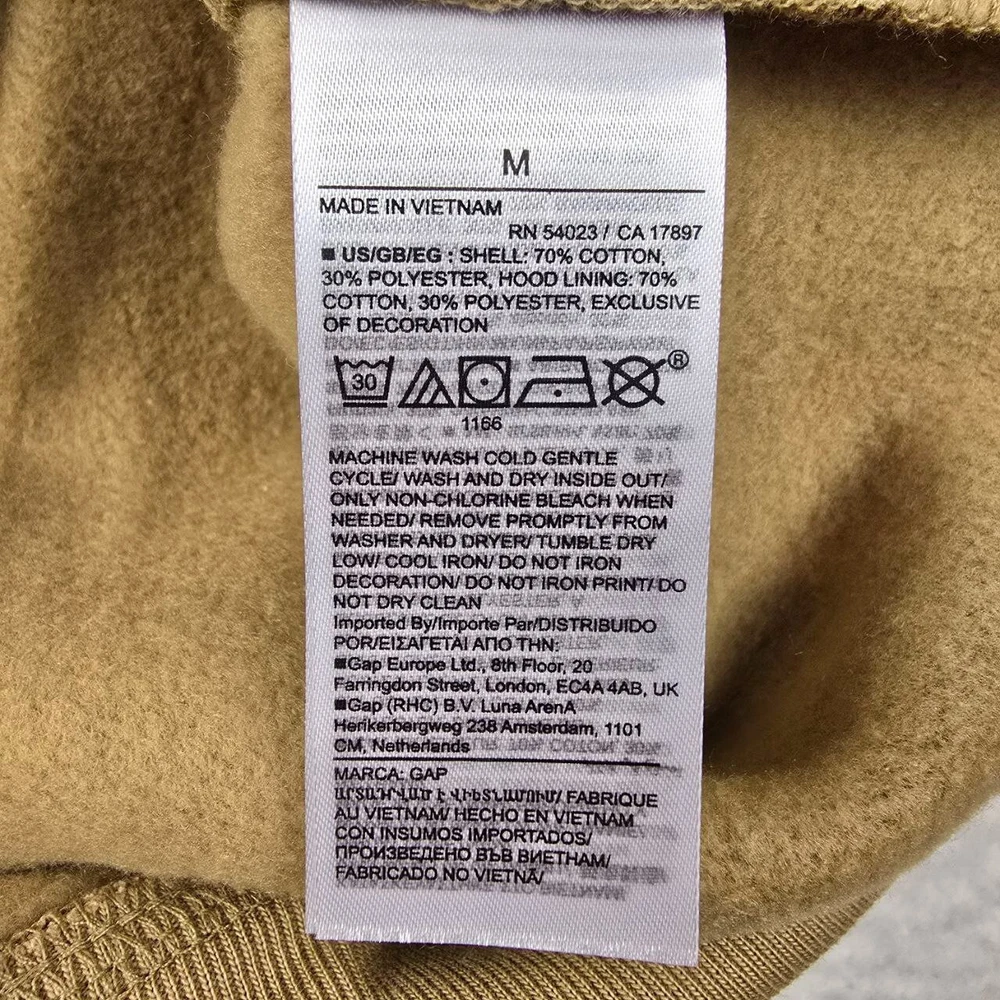 M
MADE IN VIETNAM
RN 54023 / CA 17897
■ US/GB/EG : SHELL: 70% COTTON,
30% POLYESTER, HOOD LINING: 70%
COTTON, 30% POLYESTER, EXCLUSIVE
OF DECORATION
30 ®
1166
MACHINE WASH COLD GENTLE
CYCLE/ WASH AND DRY INSIDE OUT/
ONLY NON-CHLORINE BLEACH WHEN
NEEDED/ REMOVE PROMPTLY FROM
WASHER AND DRYER/ TUMBLE DRY
LOW/ COOL IRON/ DO NOT IRON
DECORATION/ DO NOT IRON PRINT/ DO
NOT DRY CLEAN
Imported By/Importe Par/DISTRIBUIDO
POR/ΕΙΣΑΓΕΤΑΙ ΑΠΟ ΤΗΝ:
■Gap Europe Ltd., 8th Floor, 20
Farringdon Street, London, EC4A 4AB, UK
■Gap (RHC) B.V. Luna ArenA
Herikerbergweg 238 Amsterdam, 1101
CM, Netherlands
MARCA: GAP
ԱՐՏԱԴՐՎԱԾ Է ՎԻԵՏՆԱՄՈՒՄ/ FABRIQUE
AU VIETNAM/ HECHO EN VIETNAM
CON INSUMOS IMPORTADOS/
ПРОИЗВЕДЕНО ВЪВ ВИЕТНАМ/
FABRICADO NO VIETNÃ/